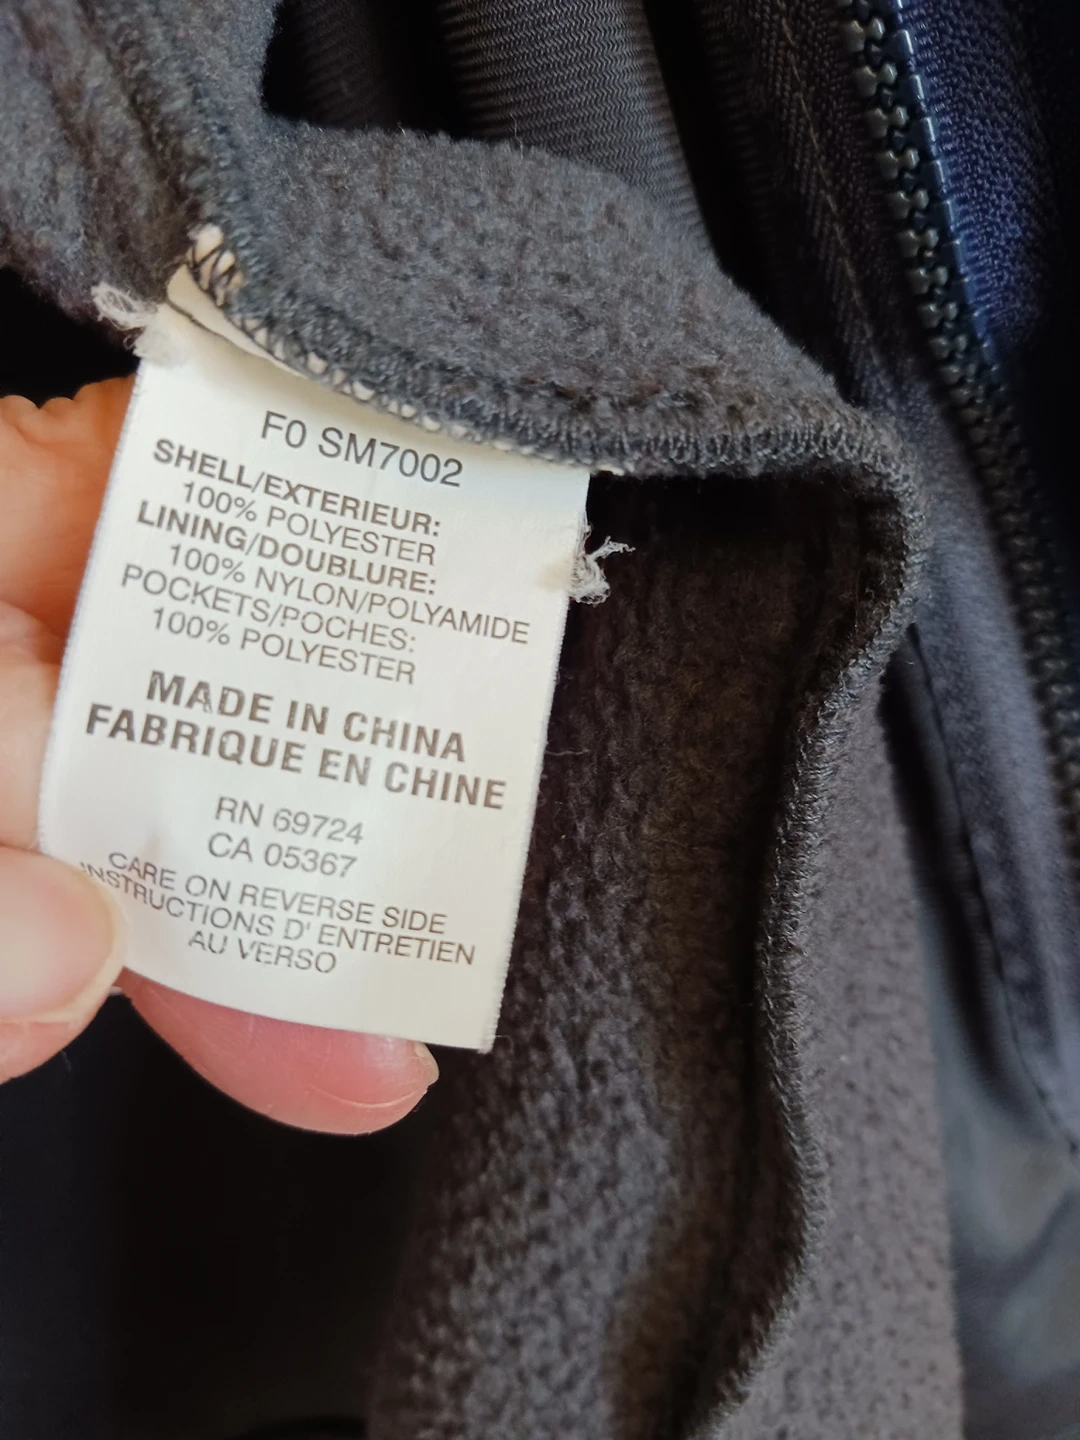 F0 SM7002
SHELL/EXTERIEUR:
100% POLYESTER
LINING/DOUBLURE:
100% NYLON/POLYAMIDE
POCKETS/POCHES:
100% POLYESTER
MADE IN CHINA
FABRIQUE EN CHINE
RN 69724
CA 05367
CARE ON REVERSE SIDE
INSTRUCTIONS D' ENTRETIEN
AU VERSO